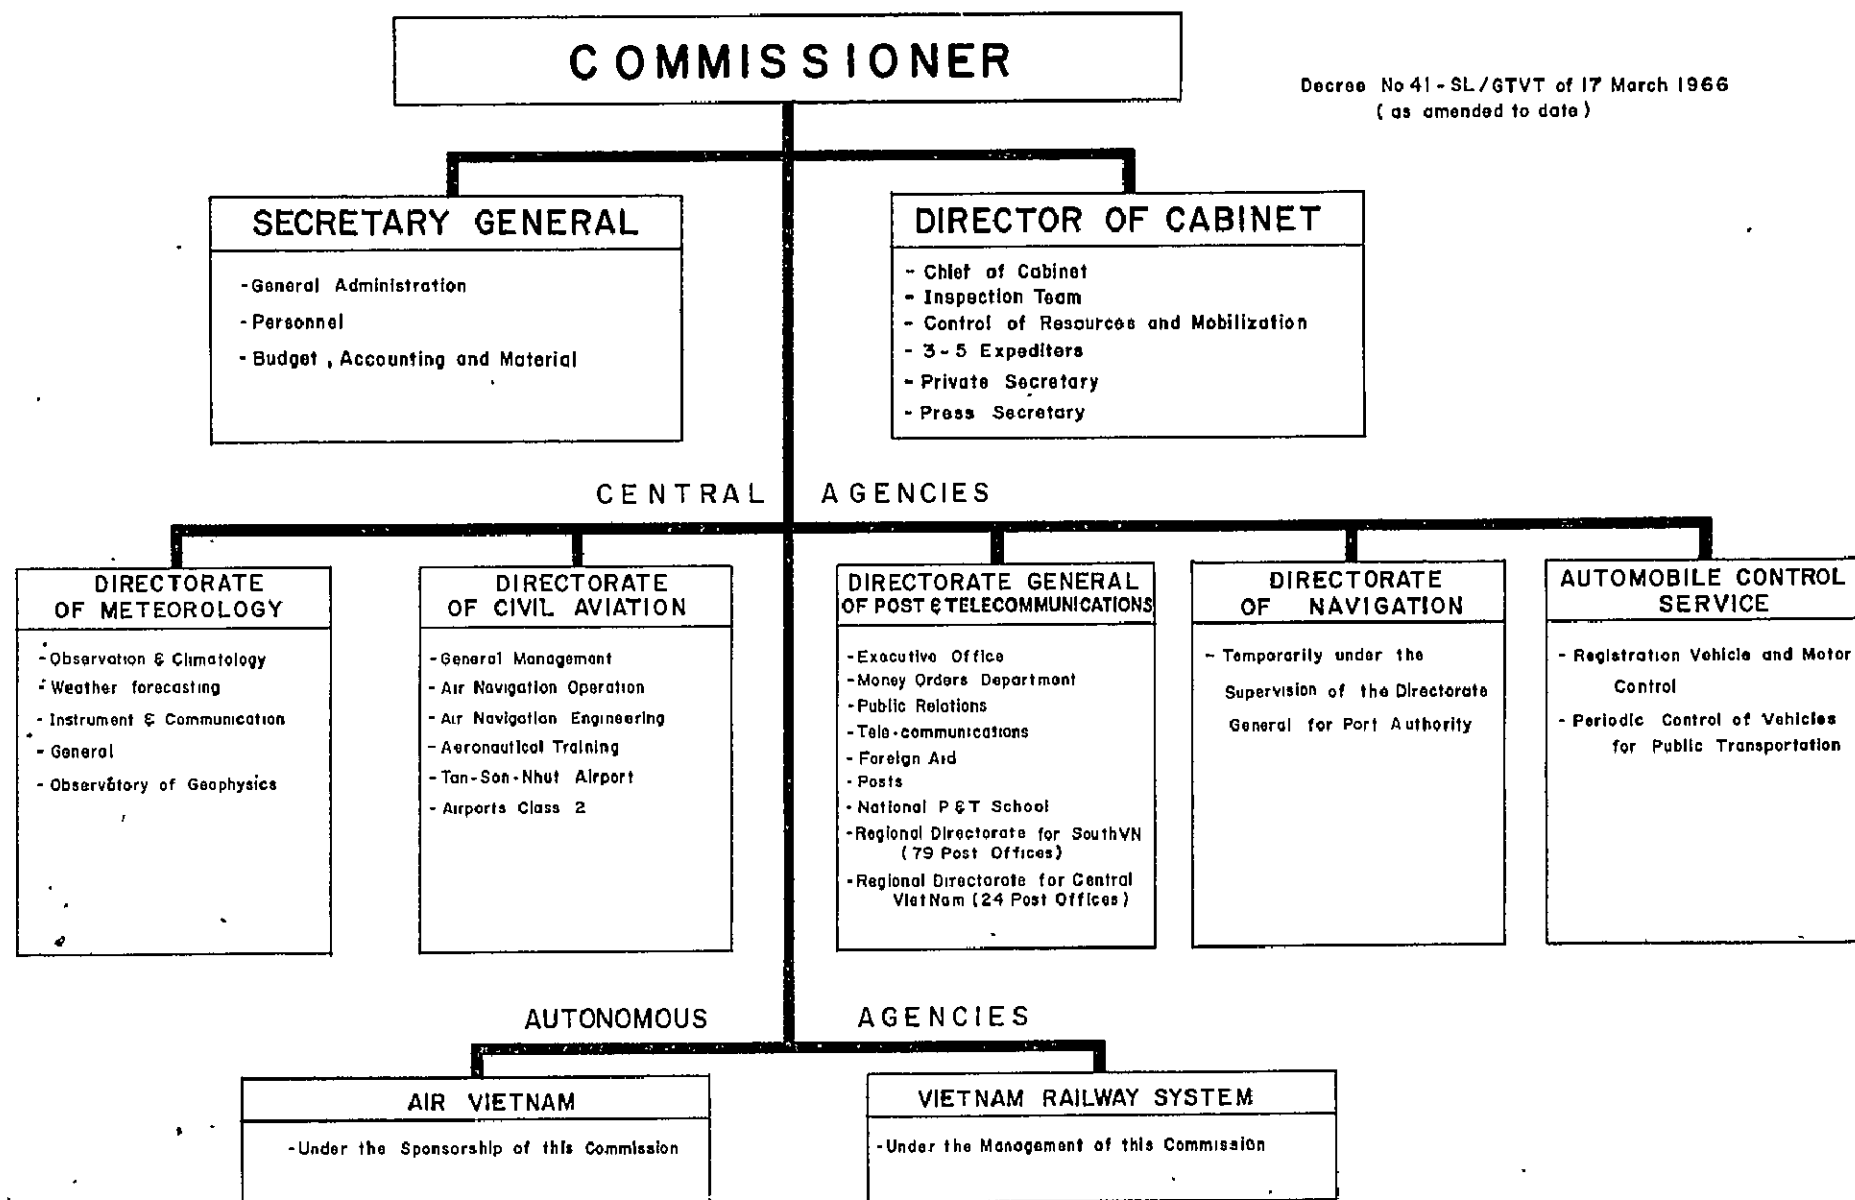 COMMISSIONER
Decree No 41 - SL/GTVT of 17 March 1966
( as amended to date )
SECRETARY GENERAL
- General Administration
- Personnel
- Budget , Accounting and Material
DIRECTOR OF CABINET
- Chief of Cabinet
- Inspection Team
- Control of Resources and Mobilization
- 3 - 5 Expediters
- Private Secretary
- Press Secretary
CENTRAL AGENCIES
DIRECTORATE
OF METEOROLOGY
- Observation & Climatology
- Weather forecasting
- Instrument & Communication
- General
- Observatory of Geophysics
DIRECTORATE
OF CIVIL AVIATION
- General Management
- Air Navigation Operation
- Air Navigation Engineering
- Aeronautical Training
- Tan-Son-Nhut Airport
- Airports Class 2
DIRECTORATE GENERAL
OF POST & TELECOMMUNICATIONS
- Executive Office
- Money Orders Department
- Public Relations
- Tele-communications
- Foreign Aid
- Posts
- National P & T School
- Regional Directorate for South VN
(79 Post Offices)
- Regional Directorate for Central
VietNam (24 Post Offices)
DIRECTORATE
OF NAVIGATION
- Temporarily under the
Supervision of the Directorate
General for Port Authority
AUTOMOBILE CONTROL
SERVICE
- Registration Vehicle and Motor
Control
- Periodic Control of Vehicles
for Public Transportation
AUTONOMOUS AGENCIES
AIR VIETNAM
- Under the Sponsorship of this Commission
VIETNAM RAILWAY SYSTEM
- Under the Management of this Commission